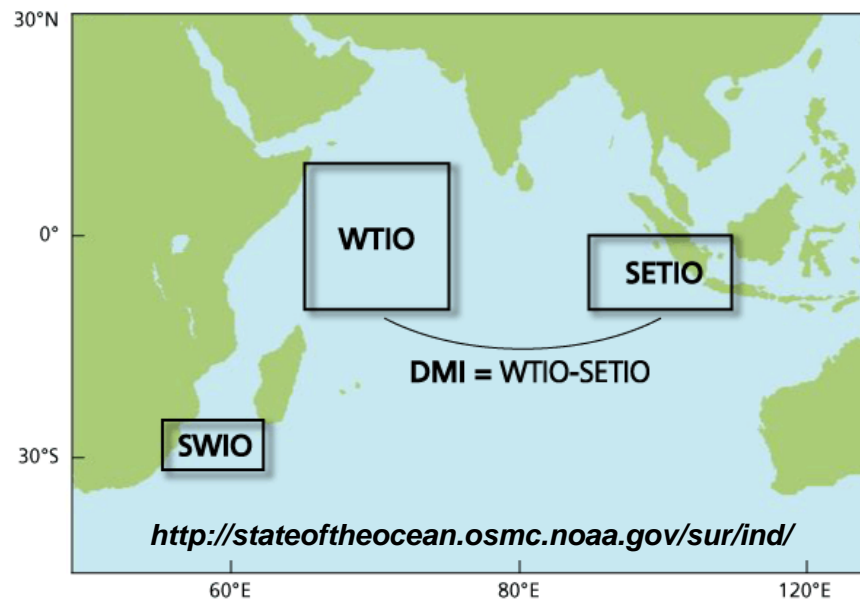 30°N
WTIO
0°
SETIO
DMI = WTIO-SETIO
SWIO
30°S
http://stateoftheocean.osmc.noaa.gov/sur/ind/
60°E 80°E 120°E